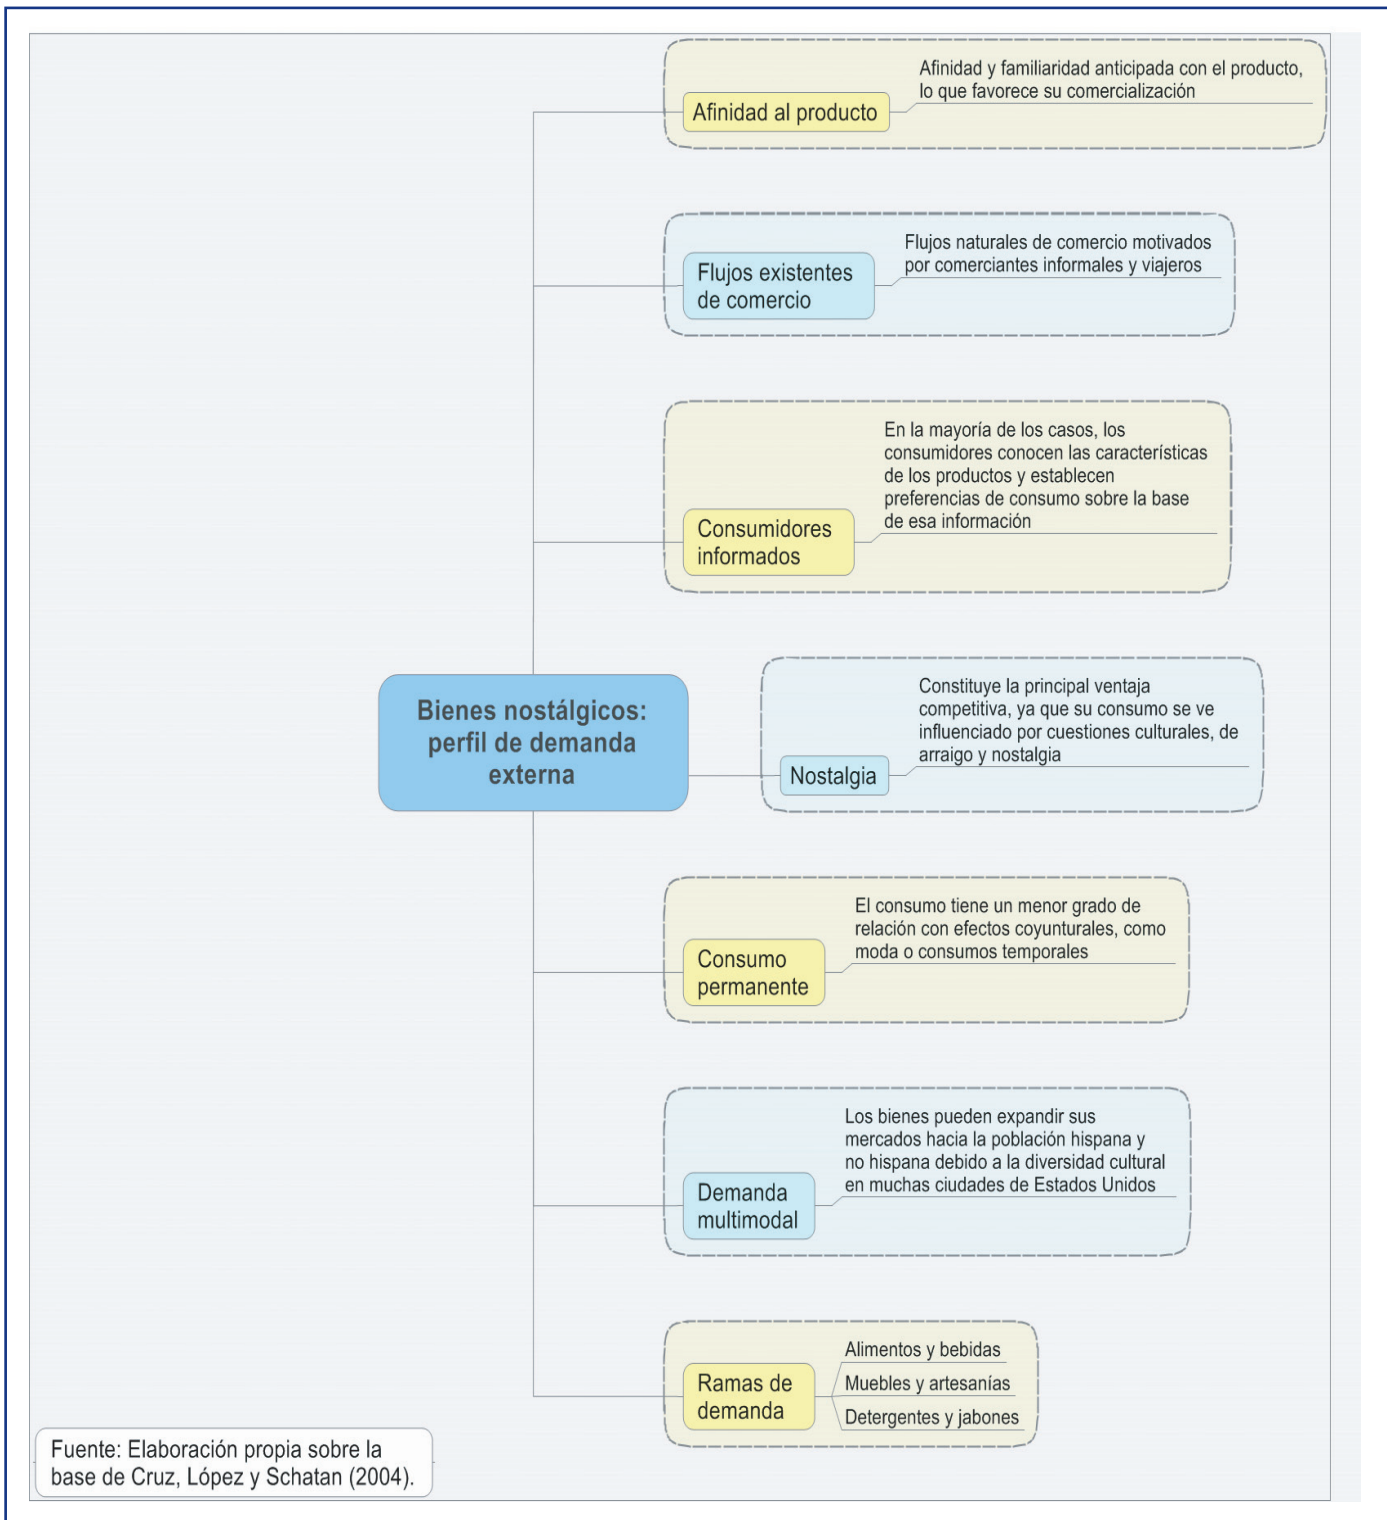 Afinidad al producto
Afinidad y familiaridad anticipada con el producto,
lo que favorece su comercialización
Flujos existentes
de comercio
Flujos naturales de comercio motivados
por comerciantes informales y viajeros
Consumidores
informados
En la mayoría de los casos, los
consumidores conocen las características
de los productos y establecen
preferencias de consumo sobre la base
de esa información
Bienes nostálgicos:
perfil de demanda
externa
Nostalgia
Constituye la principal ventaja
competitiva, ya que su consumo se ve
influenciado por cuestiones culturales, de
arraigo y nostalgia
Consumo
permanente
El consumo tiene un menor grado de
relación con efectos coyunturales, como
moda o consumos temporales
Demanda
multimodal
Los bienes pueden expandir sus
mercados hacia la población hispana y
no hispana debido a la diversidad cultural
en muchas ciudades de Estados Unidos
Ramas de
demanda
Alimentos y bebidas
Muebles y artesanías
Detergentes y jabones
Fuente: Elaboración propia sobre la
base de Cruz, López y Schatan (2004).